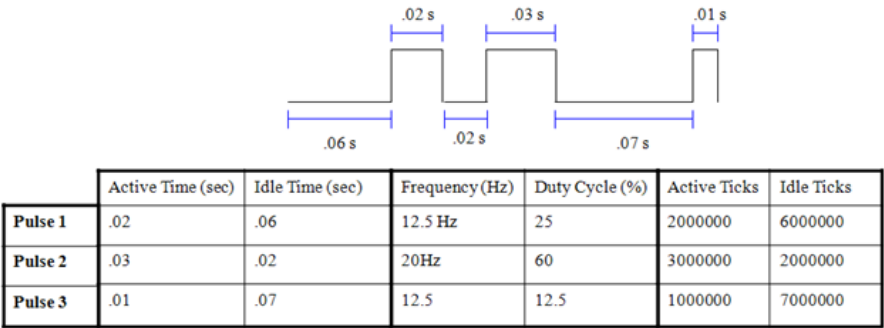 .02 s .03 s .01 s
.06 s .02 s .07 s
Active Time (sec) Idle Time (sec) Frequency (Hz) Duty Cycle (%) Active Ticks Idle Ticks
Pulse 1 .02 .06 12.5 Hz 25 2000000 6000000
Pulse 2 .03 .02 20Hz 60 3000000 2000000
Pulse 3 .01 .07 12.5 12.5 1000000 7000000